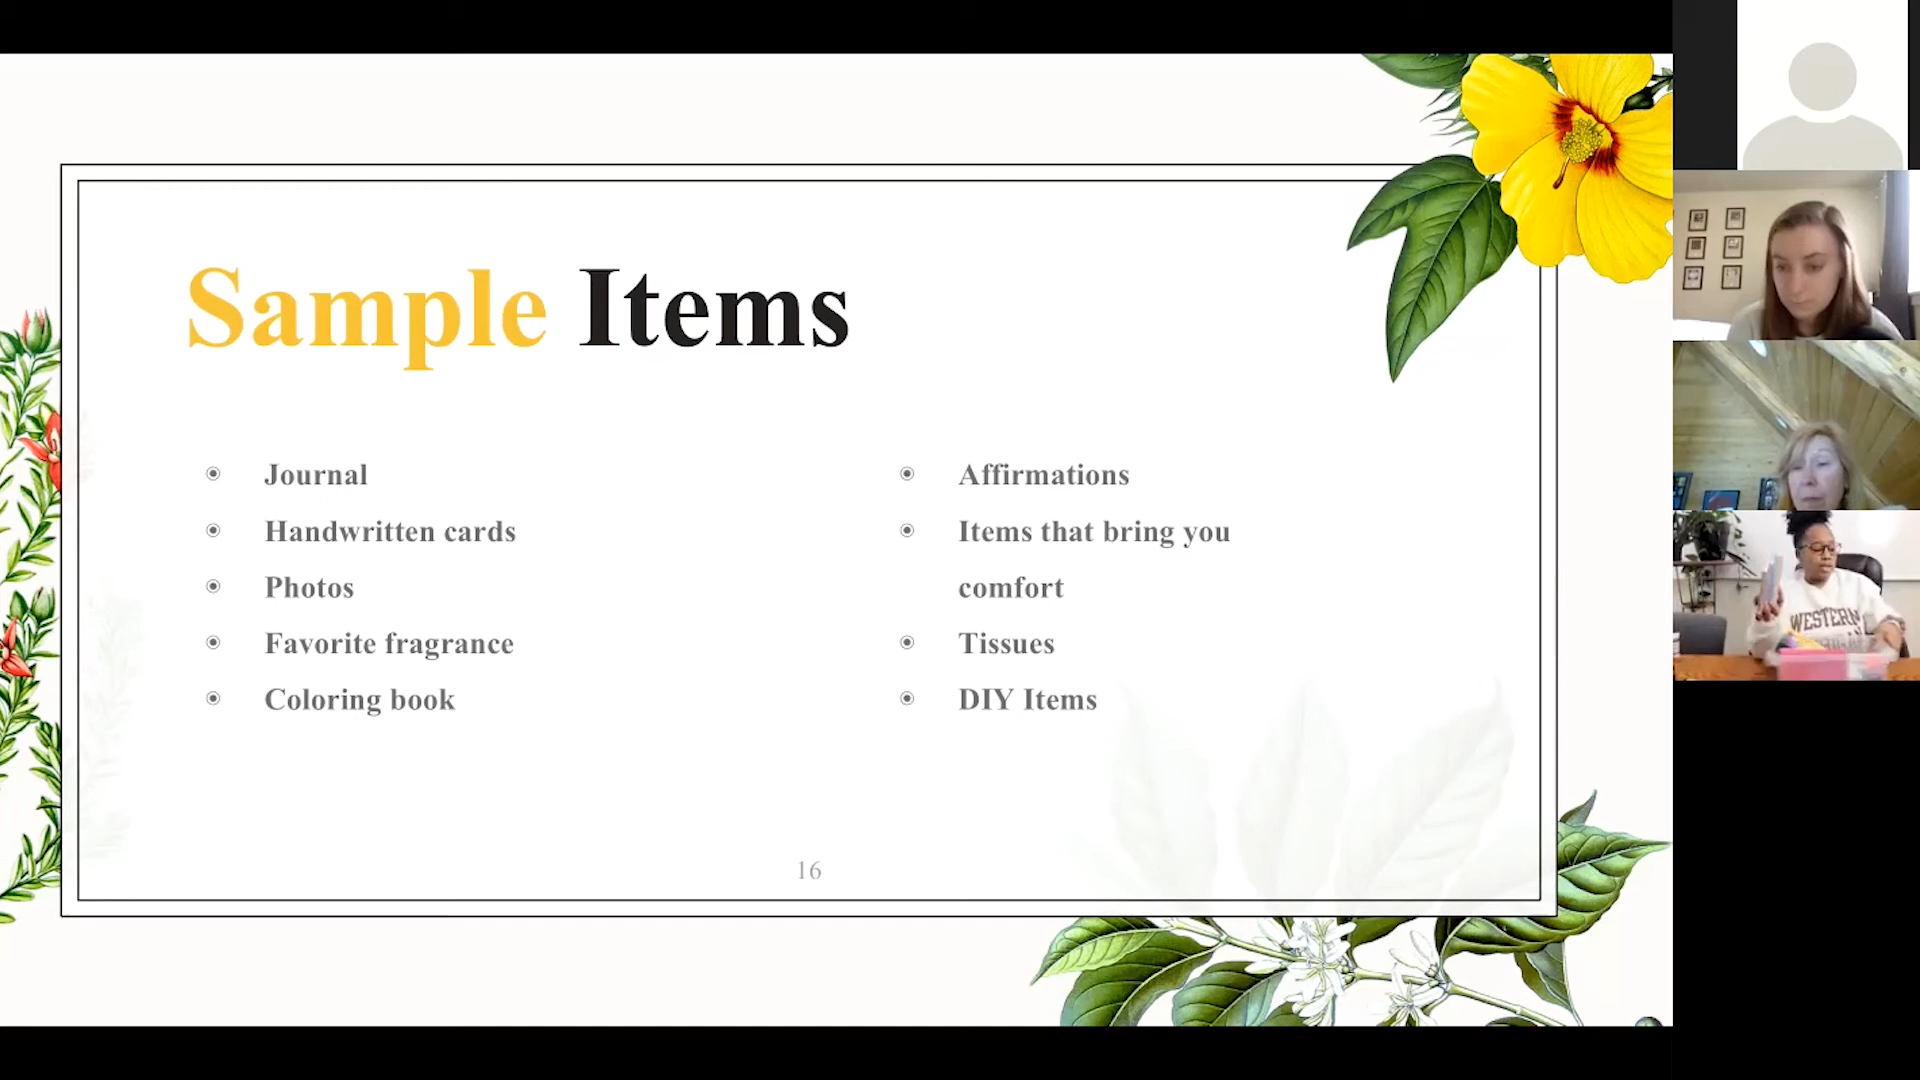 Sample Items
Journal
Handwritten cards
Photos
Favorite fragrance
Coloring book
Affirmations
Items that bring you
comfort
Tissues
DIY Items
16
WESTERN